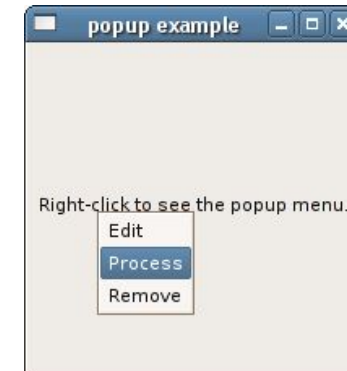 popup example
Right-click to see the popup menu.
Edit
Process
Remove